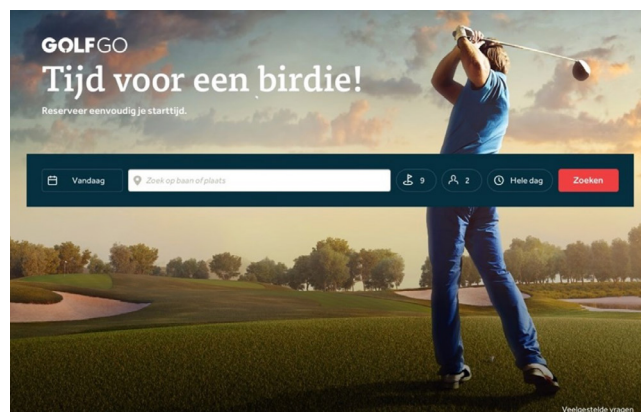 GOLFGO
Tijd voor een birdie!
Reserveer eenvoudig je starttijd.
Vandaag
Zoek op baan of plaats
9
2
Hele dag
Zoeken
Veelgestelde vragen